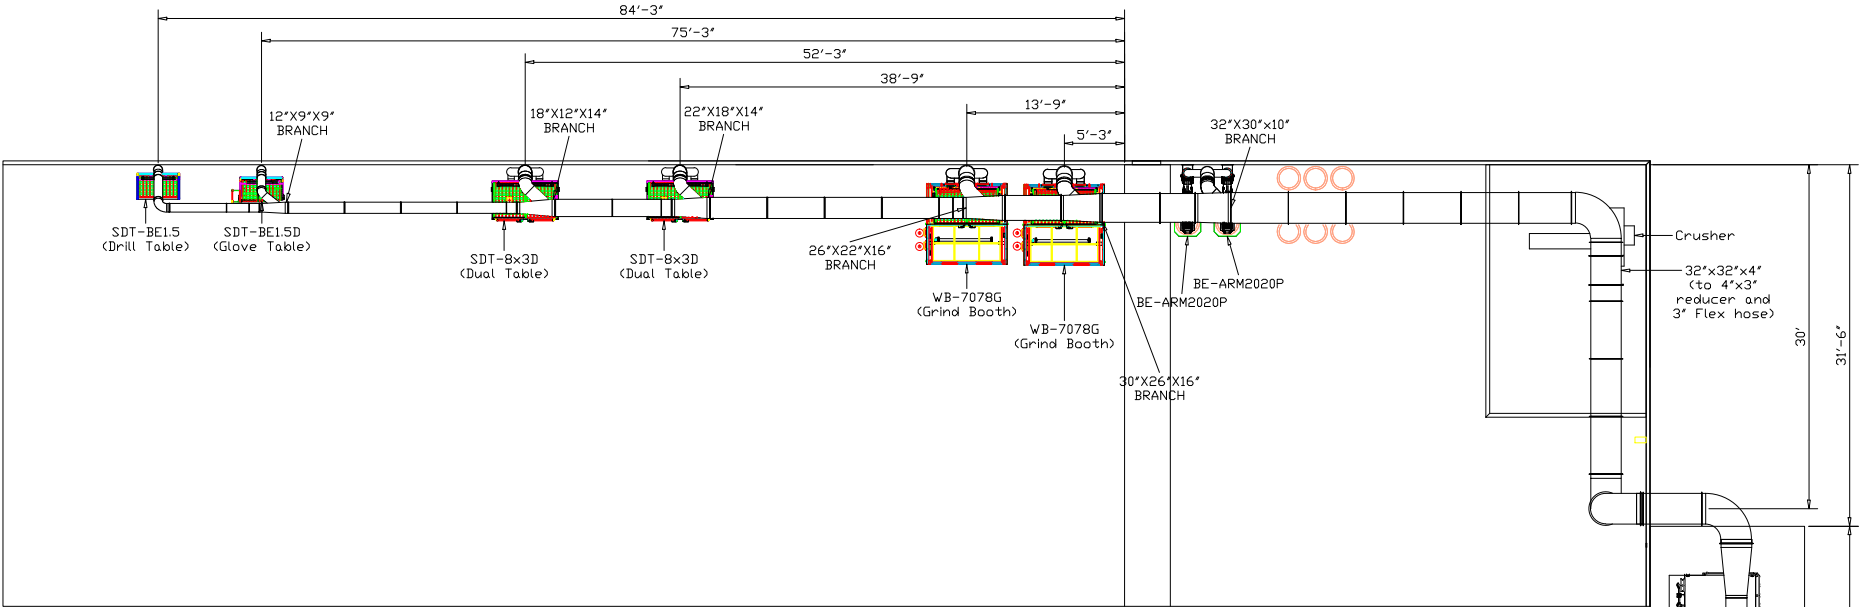 84'-3"
75'-3"
52'-3"
38'-9"
13'-9"
5'-3"
12"X9"X9"
BRANCH
18"X12"X14"
BRANCH
22"X18"X14"
BRANCH
32"X30"x10"
BRANCH
SDT-BE1.5
(Drill Table)
SDT-BE1.5D
(Glove Table)
SDT-8x3D
(Dual Table)
SDT-8x3D
(Dual Table)
26"X22"X16"
BRANCH
WB-7078G
(Grind Booth)
WB-7078G
(Grind Booth)
30"X26"X16"
BRANCH
BE-ARM2020P
BE-ARM2020P
Crusher
32"x32"x4"
(to 4"x3"
reducer and
3" Flex hose)
30'
31'-6"